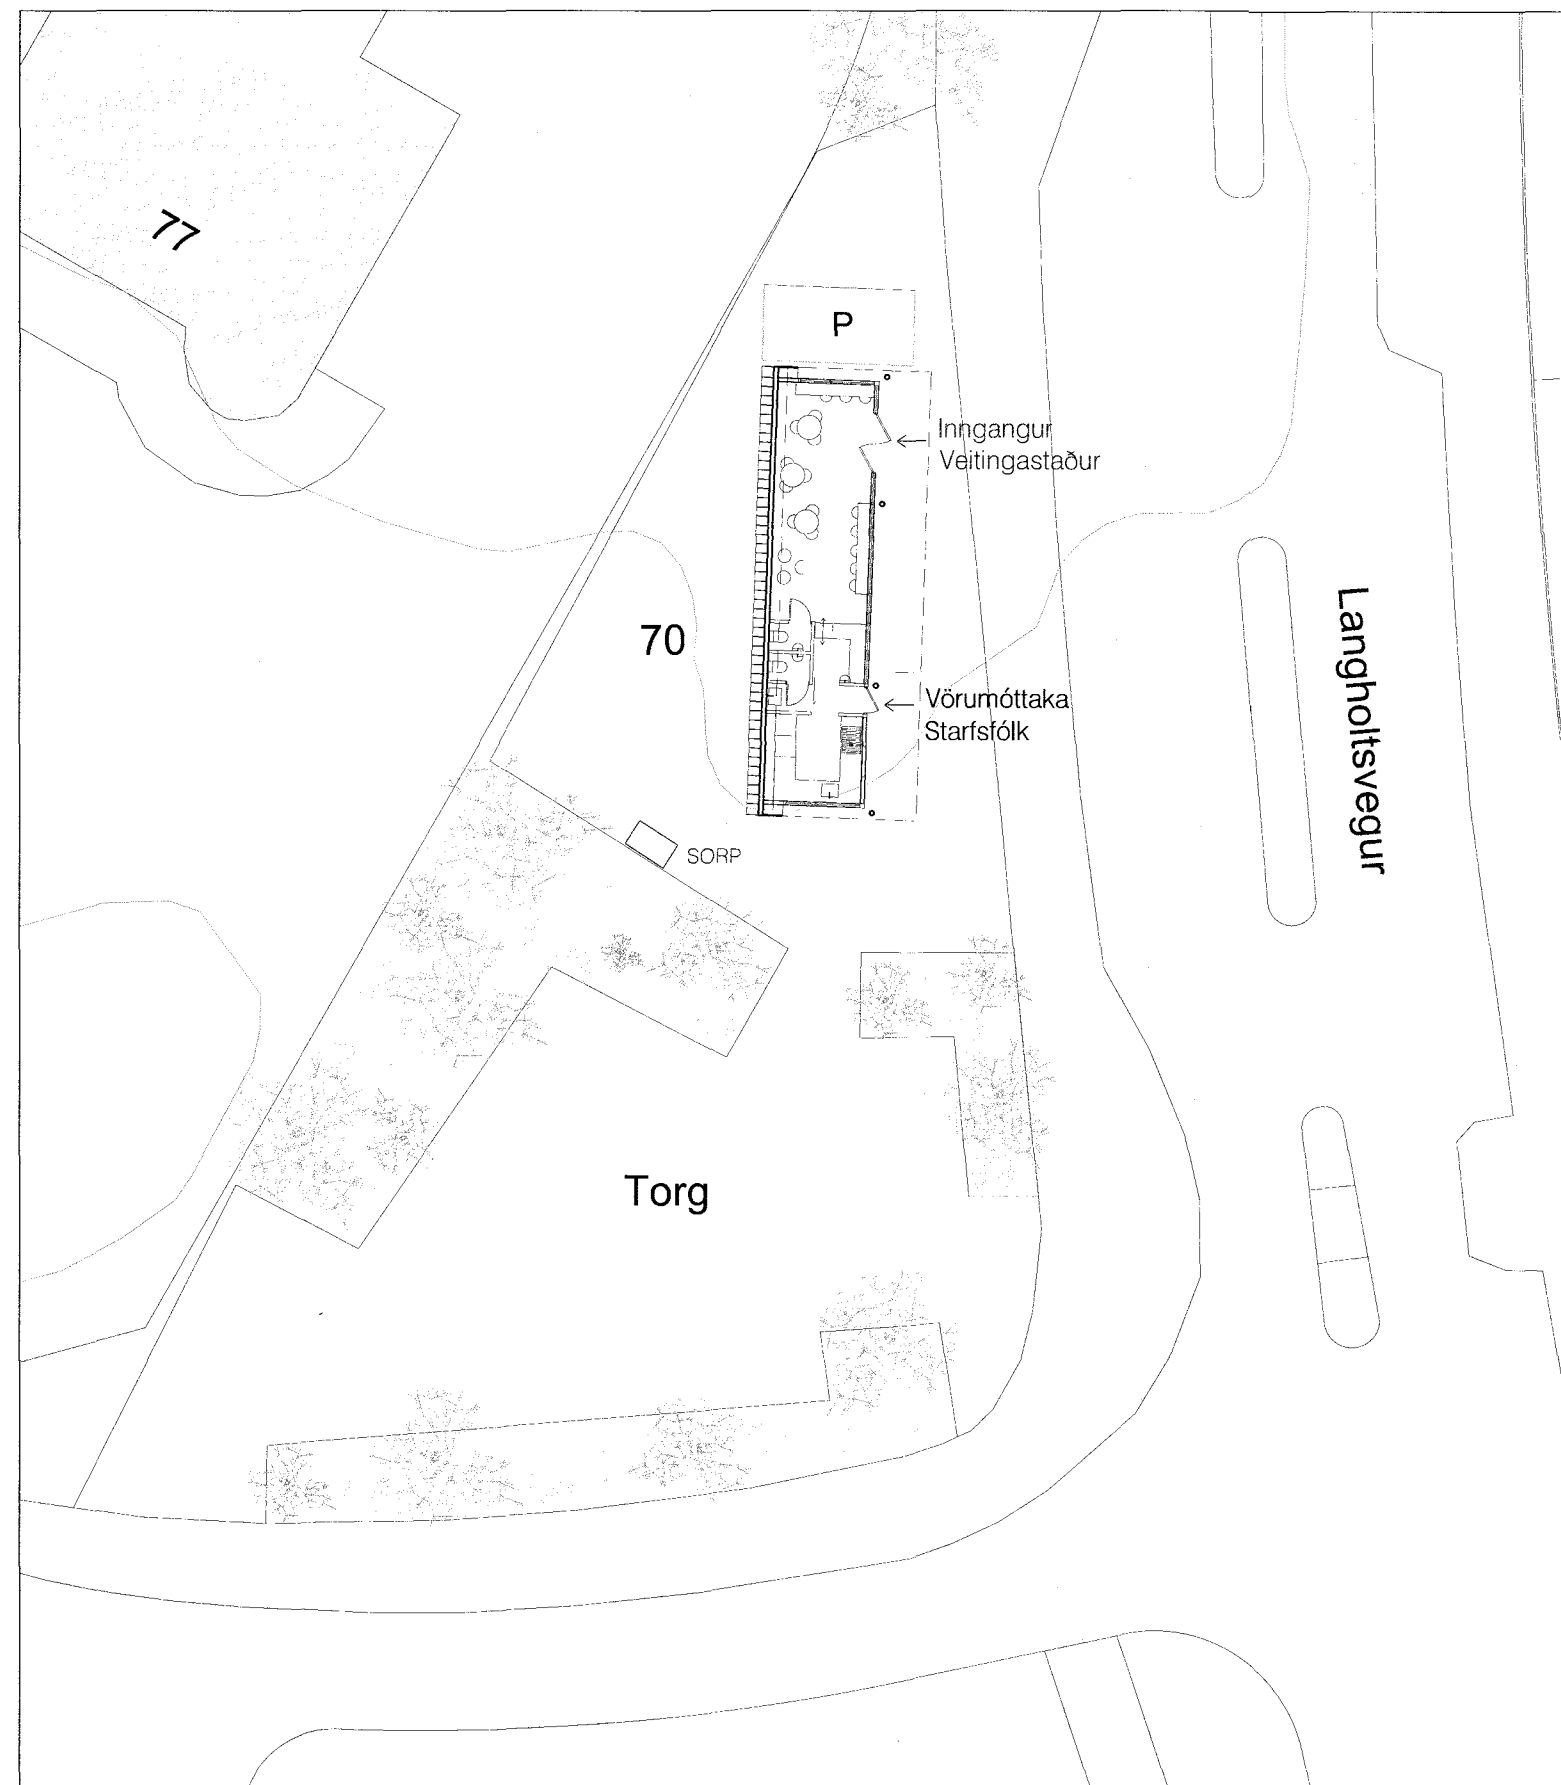 77
P
Inngangur
Veitingastaður
70
Vörumóttaka
Starfsfólk
Langholtsvegur
SORP
Torg